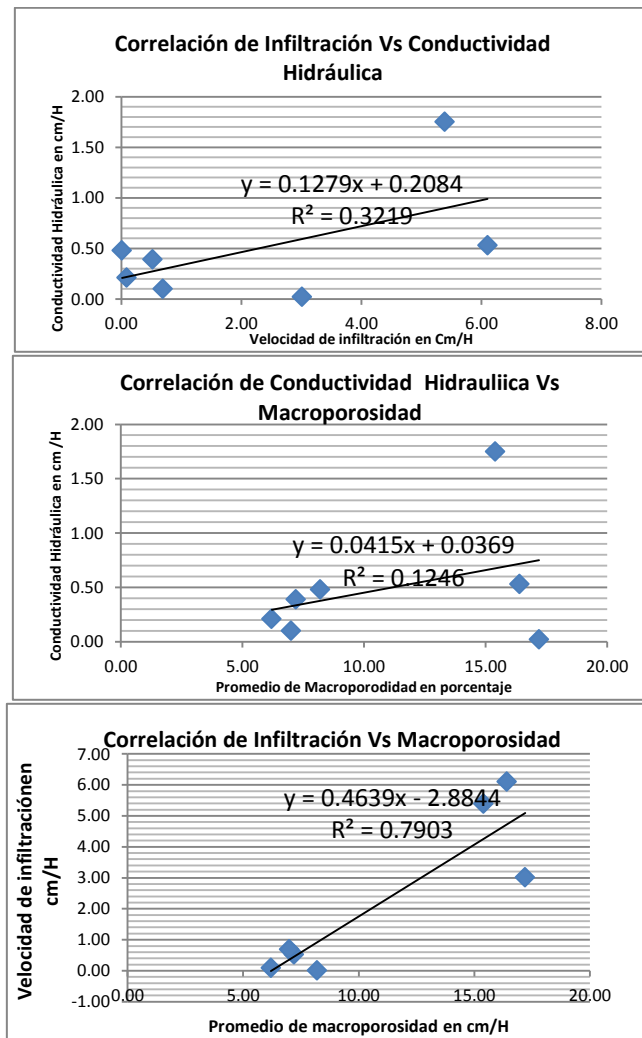 Correlación de Infiltración Vs Conductividad
Hidráulica
Conductividad Hidráulica en cm/H
2.00
1.50
1.00
0.50
0.00
y = 0.1279x + 0.2084
R² = 0.3219
0.00 2.00 4.00 6.00 8.00
Velocidad de infiltración en Cm/H
Correlación de Conductividad Hidrauliica Vs
Macroporosidad
Conductividad Hidráulica en cm /H
2.00
1.50
1.00
0.50
0.00
y = 0.0415x + 0.0369
R² = 0.1246
0.00 5.00 10.00 15.00 20.00
Promedio de Macroporodidad en porcentaje
Correlación de Infiltración Vs Macroporosidad
Velocidad de infiltraciónen
cm/H
7.00
6.00
5.00
4.00
3.00
2.00
1.00
0.00
-1.00
y = 0.4639x - 2.8844
R² = 0.7903
0.00 5.00 10.00 15.00 20.00
Promedio de macroporosidad en cm/H